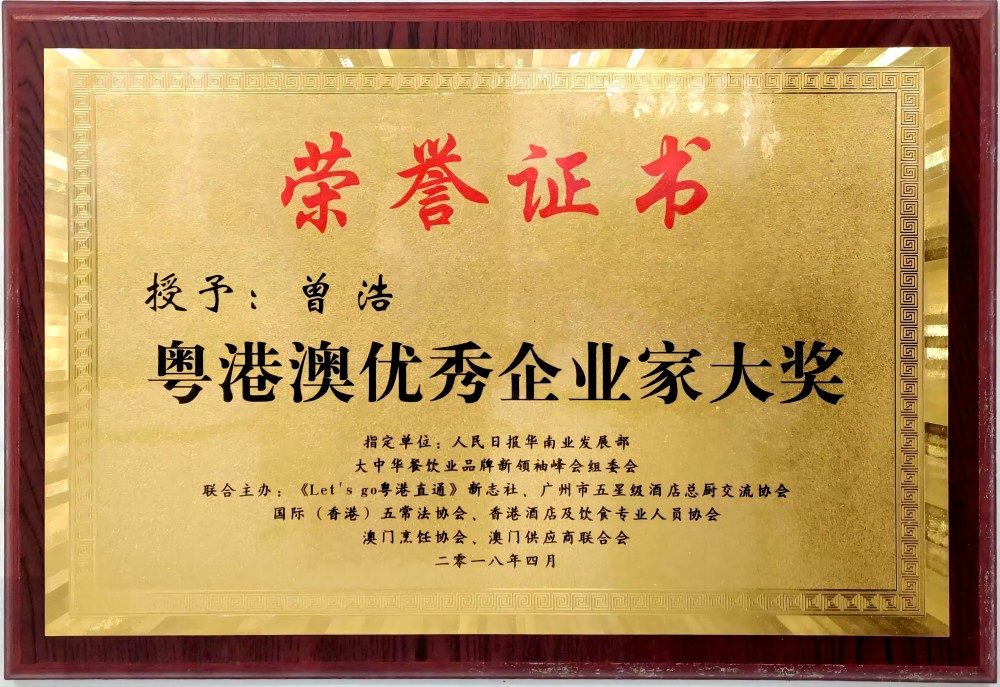 荣誉证书
授予：曾浩
粤港澳优秀企业家大奖
指定单位：人民日报华南业发展部
大中华餐饮业品牌新领袖峰会组委会
联合主办：《Let's go粤港直通》新志社、广州市五星级酒店总厨交流协会
国际（香港）五常法协会、香港酒店及饮食专业人员协会
澳门烹饪协会、澳门供应商联合会
二零一八年四月